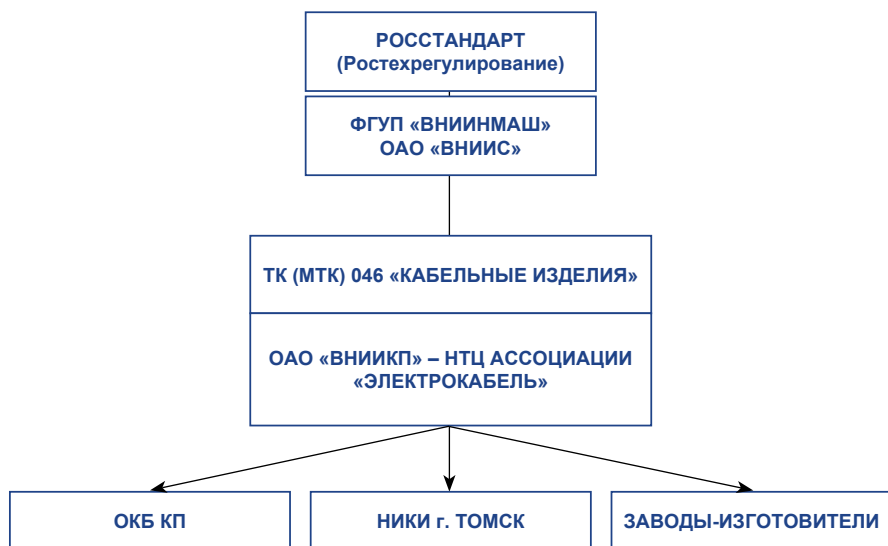 РОССТАНДАРТ
(Ростехрегулирование)
ФГУП «ВНИИНМАШ»
ОАО «ВНИИС»
ТК (МТК) 046 «КАБЕЛЬНЫЕ ИЗДЕЛИЯ»
ОАО «ВНИИКП» – НТЦ АССОЦИАЦИИ
«ЭЛЕКТРОКАБЕЛЬ»
ОКБ КП
НИКИ г. ТОМСК
ЗАВОДЫ-ИЗГОТОВИТЕЛИ